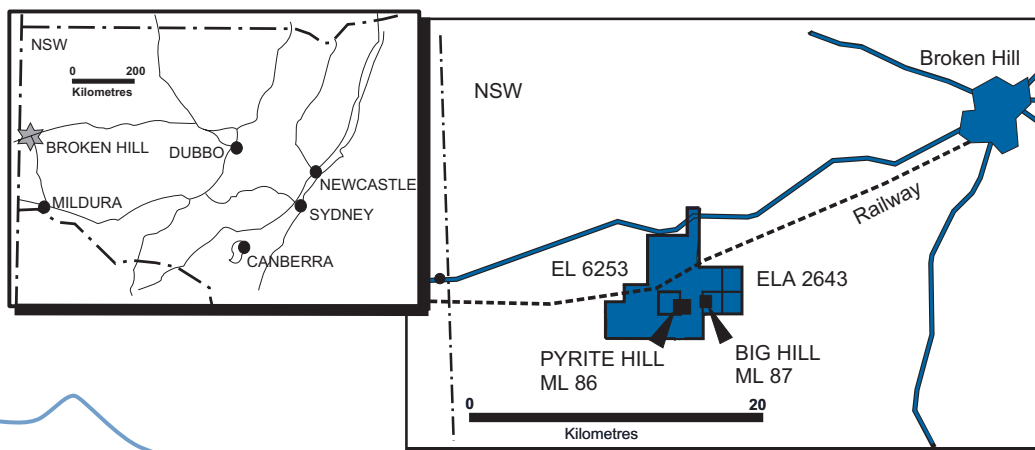 NSW
0 200
Kilometres
BROKEN HILL
DUBBO
NEWCASTLE
MILDURA
SYDNEY
CANBERRA
Broken Hill
NSW
Railway
EL 6253
ELA 2643
PYRITE HILL
ML 86
BIG HILL
ML 87
0 20
Kilometres